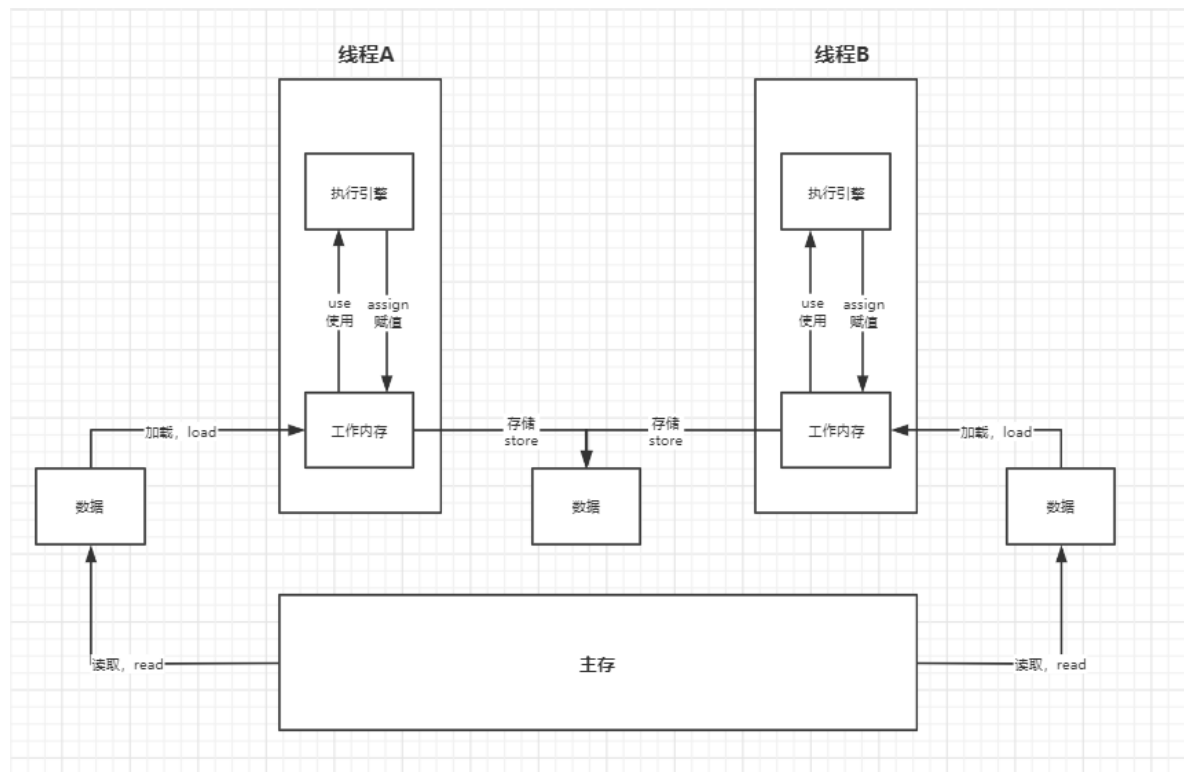 线程A
线程B
执行引擎
执行引擎
use
使用
assign
赋值
use
使用
assign
赋值
加载，load
工作内存
存储
store
存储
store
工作内存
加载，load
数据
数据
数据
读取，read
主存
读取，read